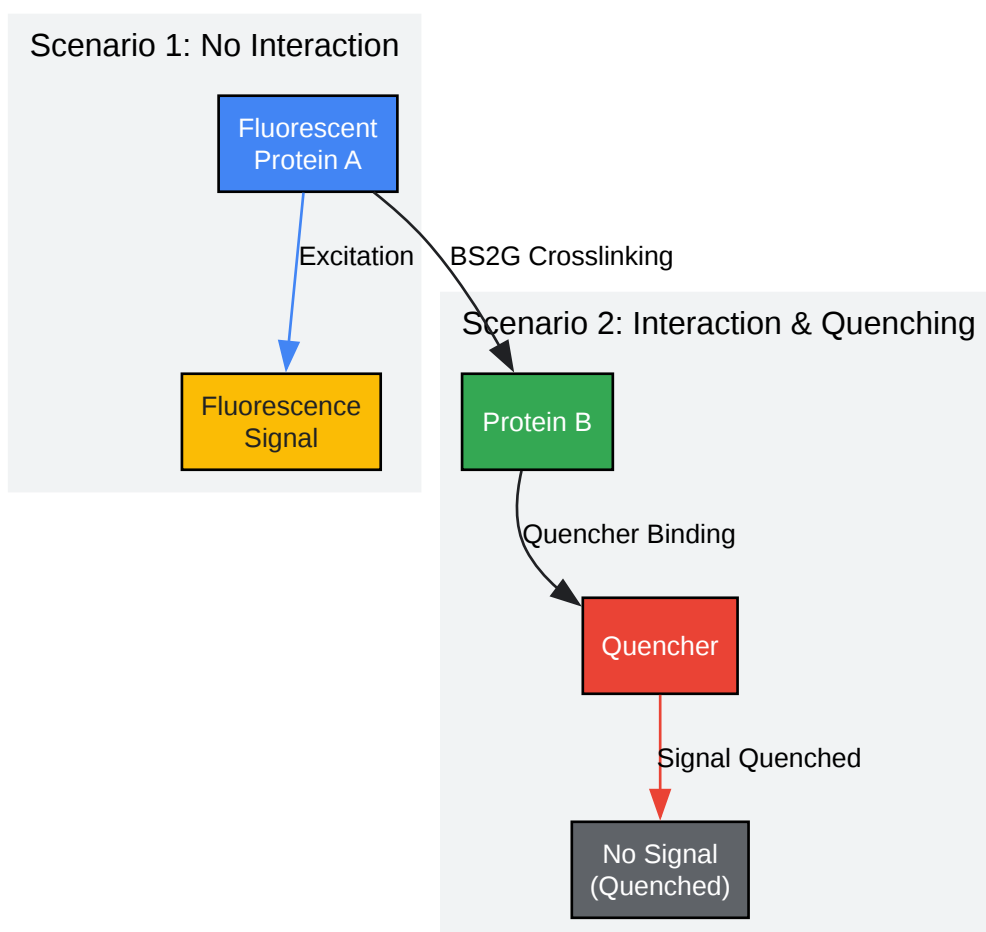 Scenario 1: No Interaction
Fluorescent
Protein A
Excitation
BS2G Crosslinking
Fluorescence
Signal
Scenario 2: Interaction & Quenching
Protein B
Quencher Binding
Quencher
Signal Quenched
No Signal
(Quenched)